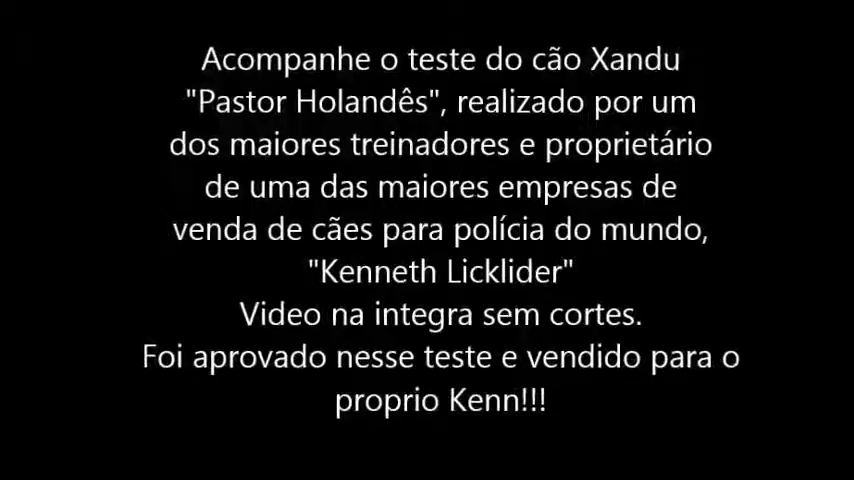 Acompanhe o teste do cão Xandu
"Pastor Holandês", realizado por um
dos maiores treinadores e proprietário
de uma das maiores empresas de
venda de cães para polícia do mundo,
"Kenneth Licklider"
Video na integra sem cortes.
Foi aprovado nesse teste e vendido para o
proprio Kenn!!!